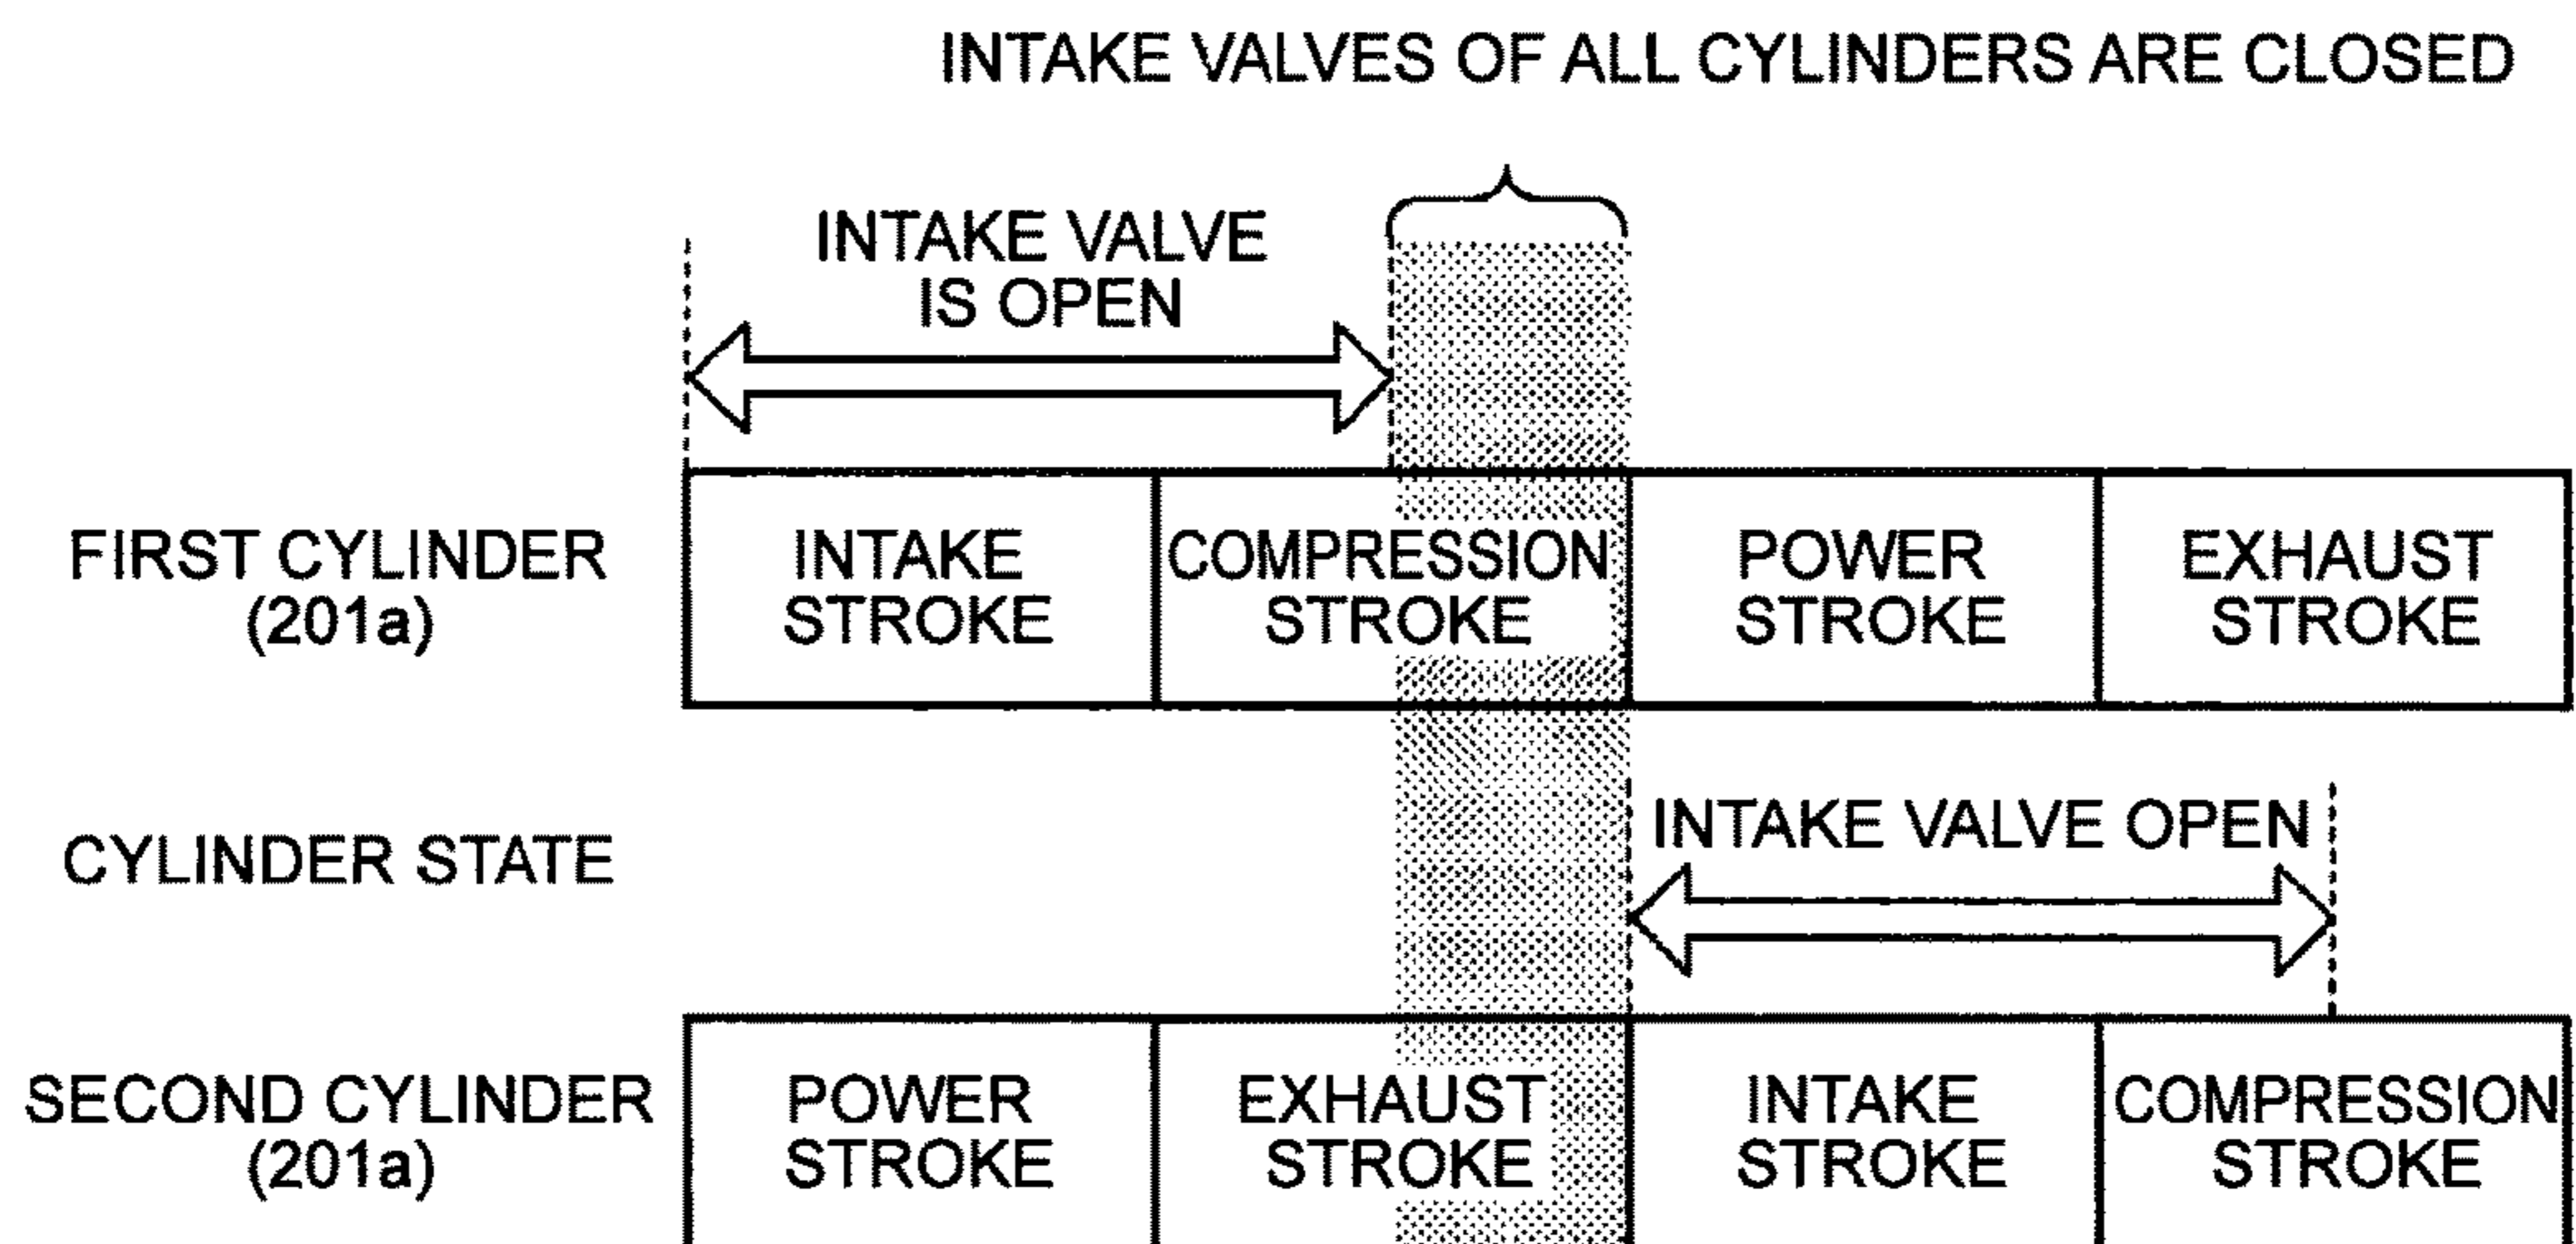 INTAKE VALVES OF ALL CYLINDERS ARE CLOSED
INTAKE VALVE
IS OPEN
FIRST CYLINDER
(201a)
INTAKE
STROKE
COMPRESSION
STROKE
POWER
STROKE
EXHAUST
STROKE
CYLINDER STATE
INTAKE VALVE OPEN
SECOND CYLINDER
(201a)
POWER
STROKE
EXHAUST
STROKE
INTAKE
STROKE
COMPRESSION
STROKE